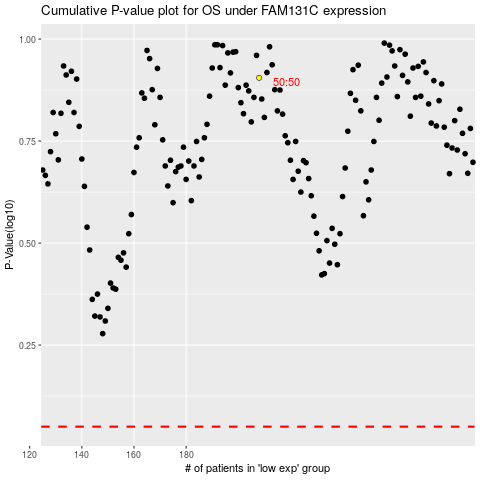 Cumulative P-value plot for OS under FAM131C expression
1.00
50:50
0.75
0.50
0.25
P-Value(log10)
120 140 160 180
# of patients in 'low exp' group